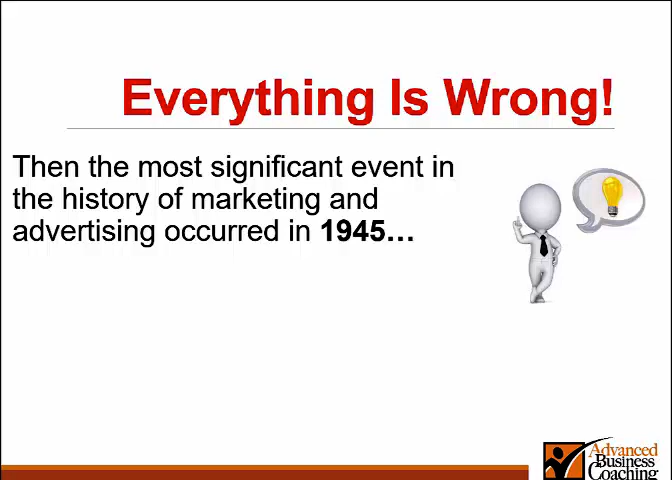 Everything Is Wrong!
Then the most significant event in
the history of marketing and
advertising occurred in 1945...
Advanced
Business
Coaching